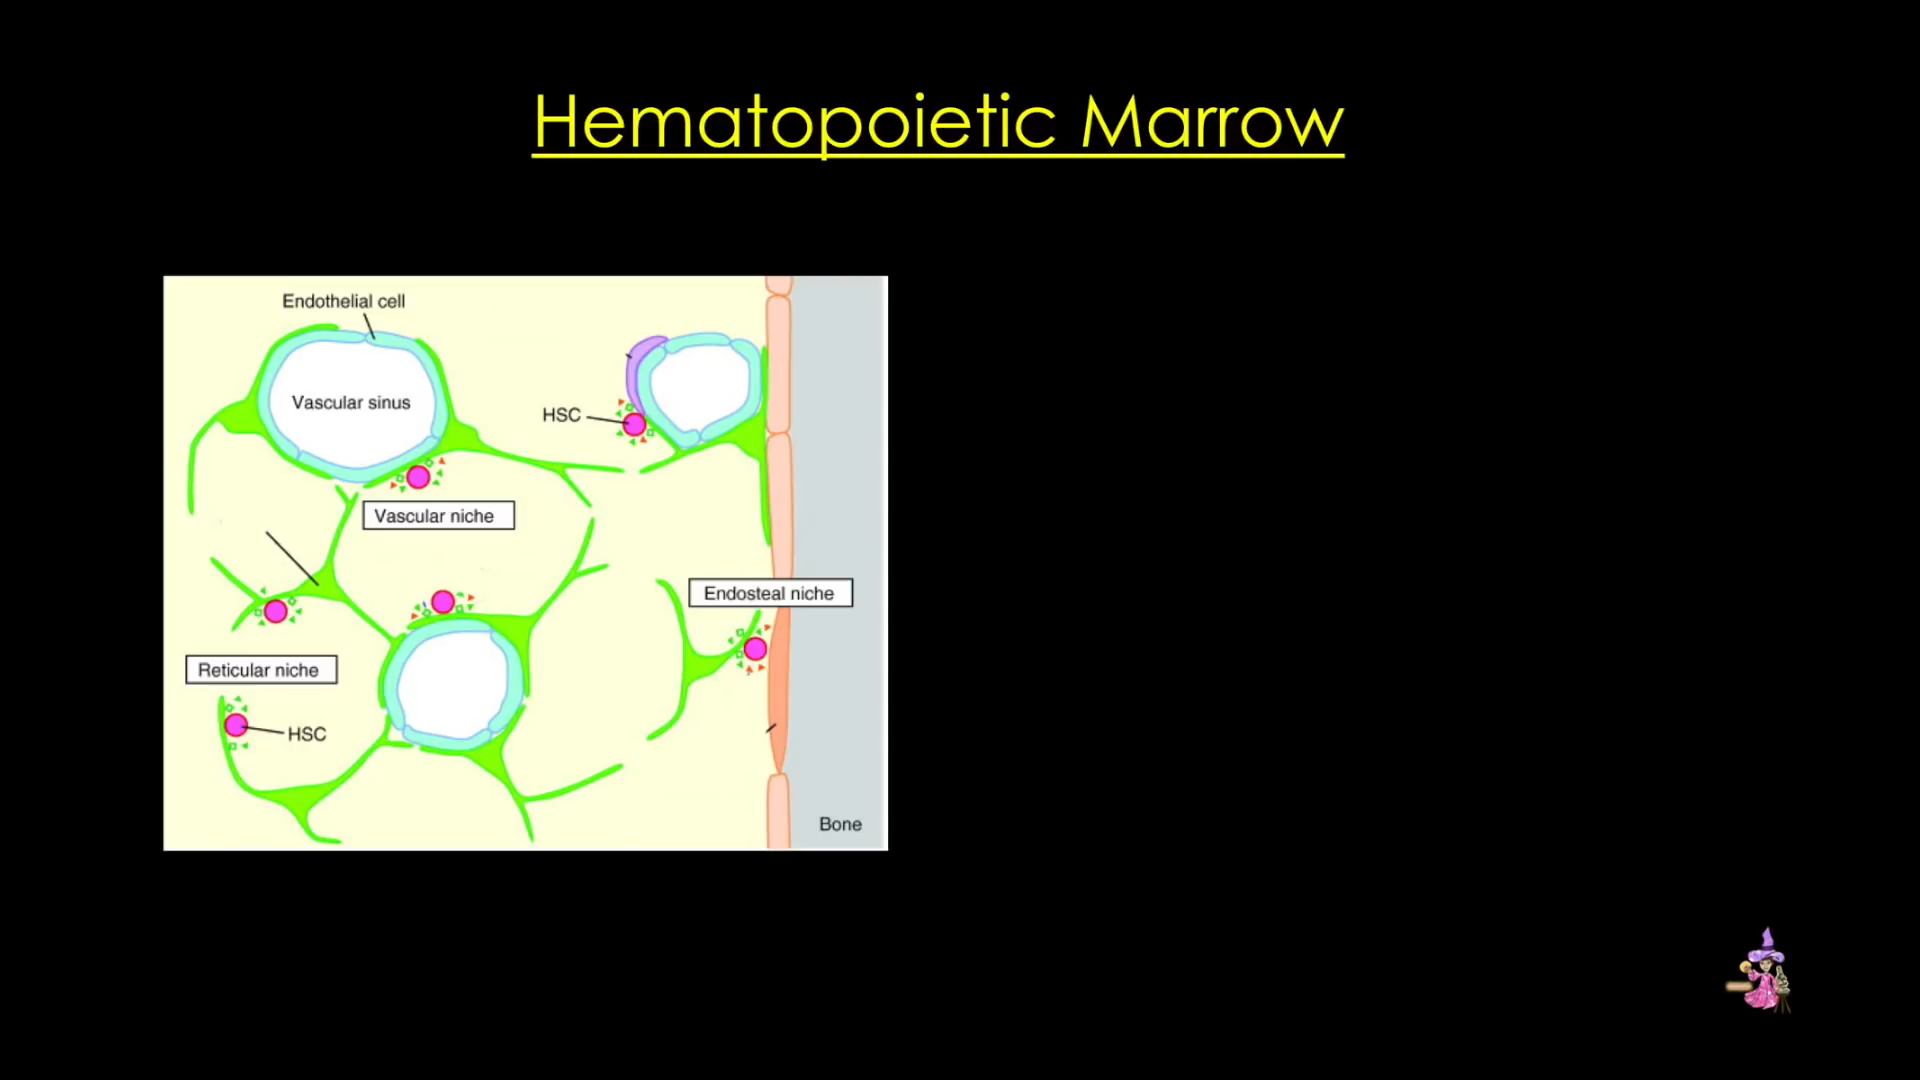 Hematopoietic Marrow
Endothelial cell
Vascular sinus
HSC
Vascular niche
Endosteal niche
Reticular niche
HSC
Bone